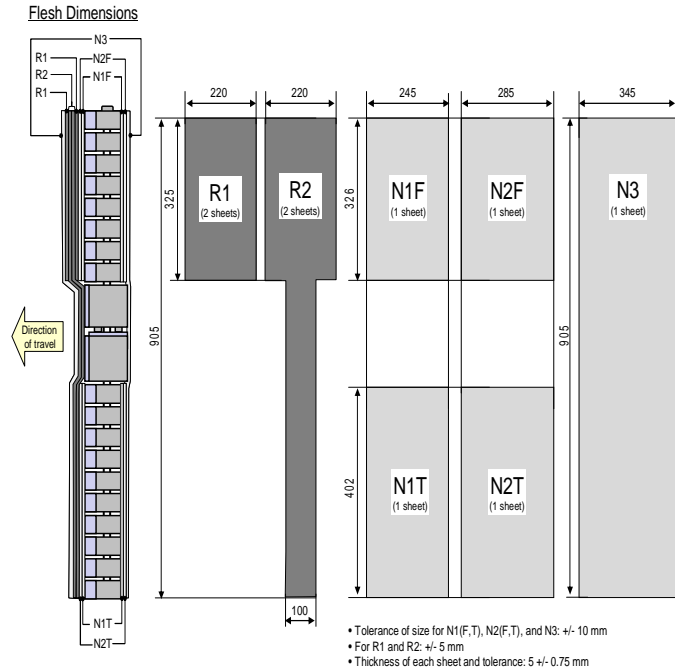 Flesh Dimensions
N3
R1
N2F
R2
N1F
R1
220
220
245
285
345
325
R1
(2 sheets)
R2
(2 sheets)
326
N1F
(1 sheet)
N2F
(1 sheet)
N3
(1 sheet)
Direction
of travel
905
905
402
N1T
(1 sheet)
N2T
(1 sheet)
100
N1T
N2T
• Tolerance of size for N1(F,T), N2(F,T), and N3: +/- 10 mm
• For R1 and R2: +/- 5 mm
• Thickness of each sheet and tolerance: 5 +/- 0.75 mm